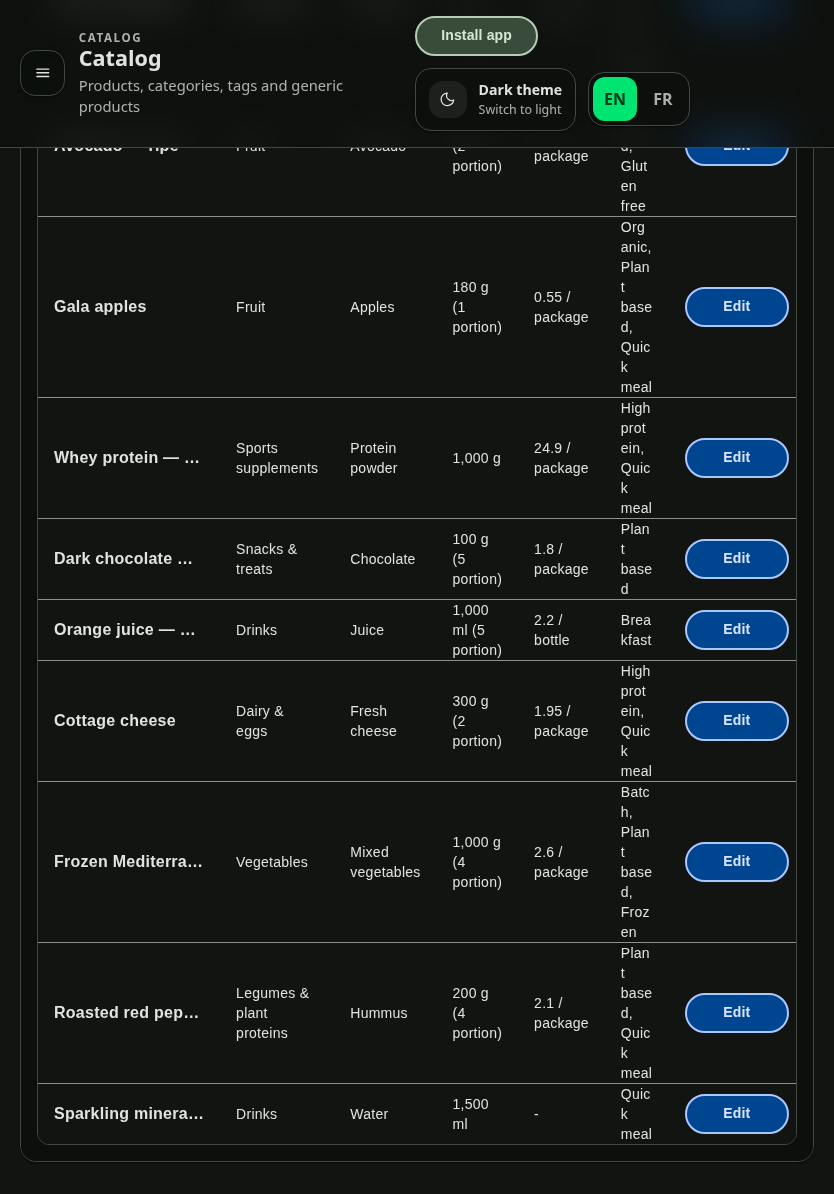 CATALOG
Catalog
Products, categories, tags and generic
products
Install app
Dark theme
Switch to light
EN
FR
(2
portion)
package
d,
Glut
en
free
Gala apples
Fruit
Apples
180 g
(1
portion)
0.55 /
package
Org
anic,
Plan
t
base
d,
Quic
k
meal
Edit
Whey protein — …
Sports
supplements
Protein
powder
1,000 g
24.9 /
package
High
prot
ein,
Quic
k
meal
Edit
Dark chocolate …
Snacks &
treats
Chocolate
100 g
(5
portion)
1.8 /
package
Plan
t
base
d
Edit
Orange juice — …
Drinks
Juice
1,000
ml (5
portion)
2.2 /
bottle
Brea
kfast
Edit
Cottage cheese
Dairy &
eggs
Fresh
cheese
300 g
(2
portion)
1.95 /
package
High
prot
ein,
Quic
k
meal
Edit
Frozen Mediterra…
Vegetables
Mixed
vegetables
1,000 g
(4
portion)
2.6 /
package
Batc
h,
Plan
t
base
d,
Froz
en
Edit
Roasted red pep…
Legumes &
plant
proteins
Hummus
200 g
(4
portion)
2.1 /
package
Plan
t
base
d,
Quic
k
meal
Edit
Sparkling minera…
Drinks
Water
1,500
ml
-
Quic
k
meal
Edit